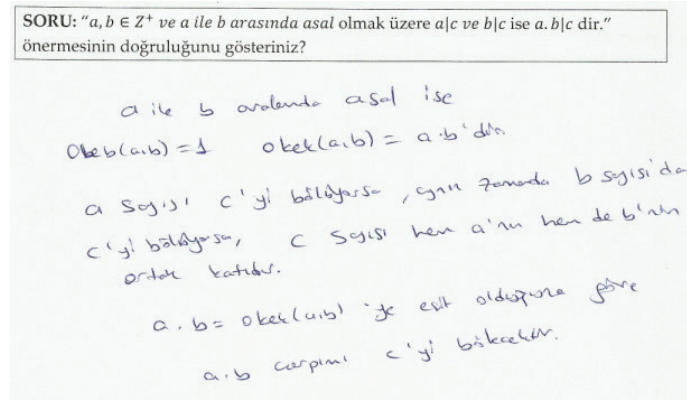 SORU: “a, b ∈ Z⁺ ve a ile b arasında asal olmak üzere a|c ve b|c ise a.b|c dir.”
önermesinin doğruluğunu gösteriniz?
a ile b aralarında asal ise
Obeb(a,b) = 1 okek(a,b) = a·b'dir.
a sayısı c'yi bölüyorsa, aynı zamanda b sayısı da
c'yi bölüyorsa, c sayısı hem a'nın hem de b'nin
ortak katıdır.
a.b = okek(a,b) 'ye eşit olduğuna göre
a.b çarpımı c'yi bölecektir.